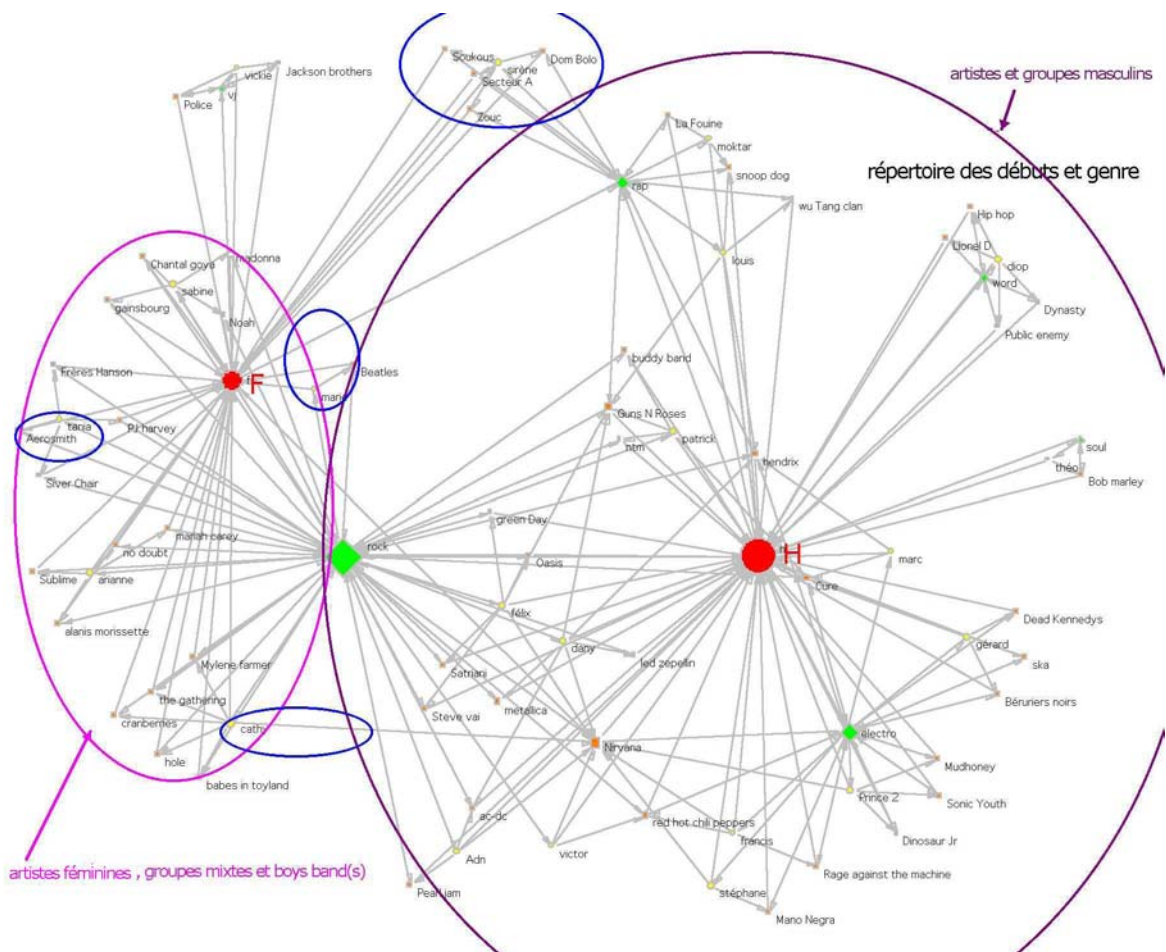 Soukous
sirène
Dom Bolo
Secteur A
Zouc
vickie
Jackson brothers
vj
Police
artistes et groupes masculins
La Fouine
moktar
snoop dog
rap
wu Tang clan
répertoire des débuts et genre
Hip hop
Lionel D
diop
word
Dynasty
Public enemy
louis
Chantal goya
madonna
sabine
gainsbourg
Noah
buddy band
Frères Hanson
F
Beatles
marie
Guns N Roses
tania
Aerosmith
PJ harvey
ntm
patrick
hendrix
soul
théo
Bob marley
Siver Chair
green Day
mariah carey
no doubt
rock
H
Oasis
marc
Sublime
arianne
Cure
félix
Dead Kennedys
alanis morissette
dany
gérard
led zepellin
ska
Mylene farmer
Satriani
the gathering
Steve vai
metallica
Béruriers noirs
cranberries
cathy
électro
hole
Nirvana
Mudhoney
babes in toyland
Prince 2
Sonic Youth
ac-dc
red hot chili peppers
francis
Dinosaur Jr
artistes féminines , groupes mixtes et boys band(s)
Adn
victor
Rage against the machine
Pearl jam
stéphane
Mano Negra